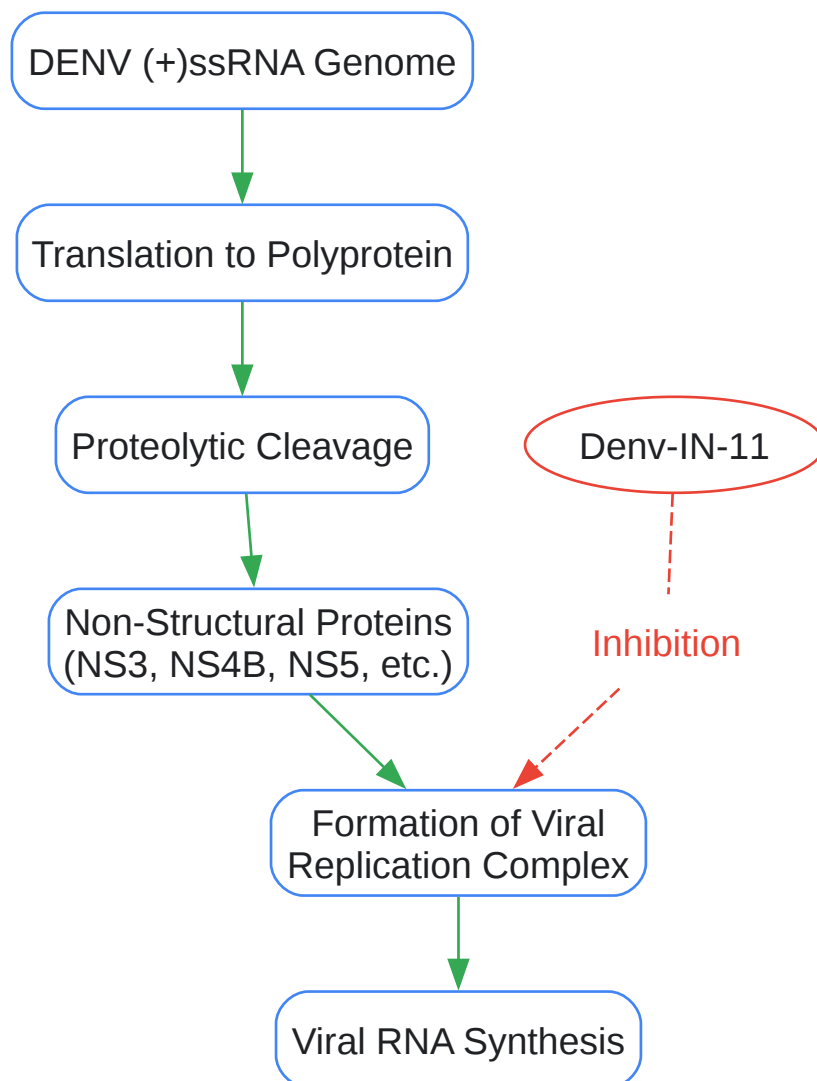 DENV (+)ssRNA Genome
Translation to Polyprotein
Proteolytic Cleavage
Denv-IN-11
Non-Structural Proteins
(NS3, NS4B, NS5, etc.)
Inhibition
Formation of Viral
Replication Complex
Viral RNA Synthesis